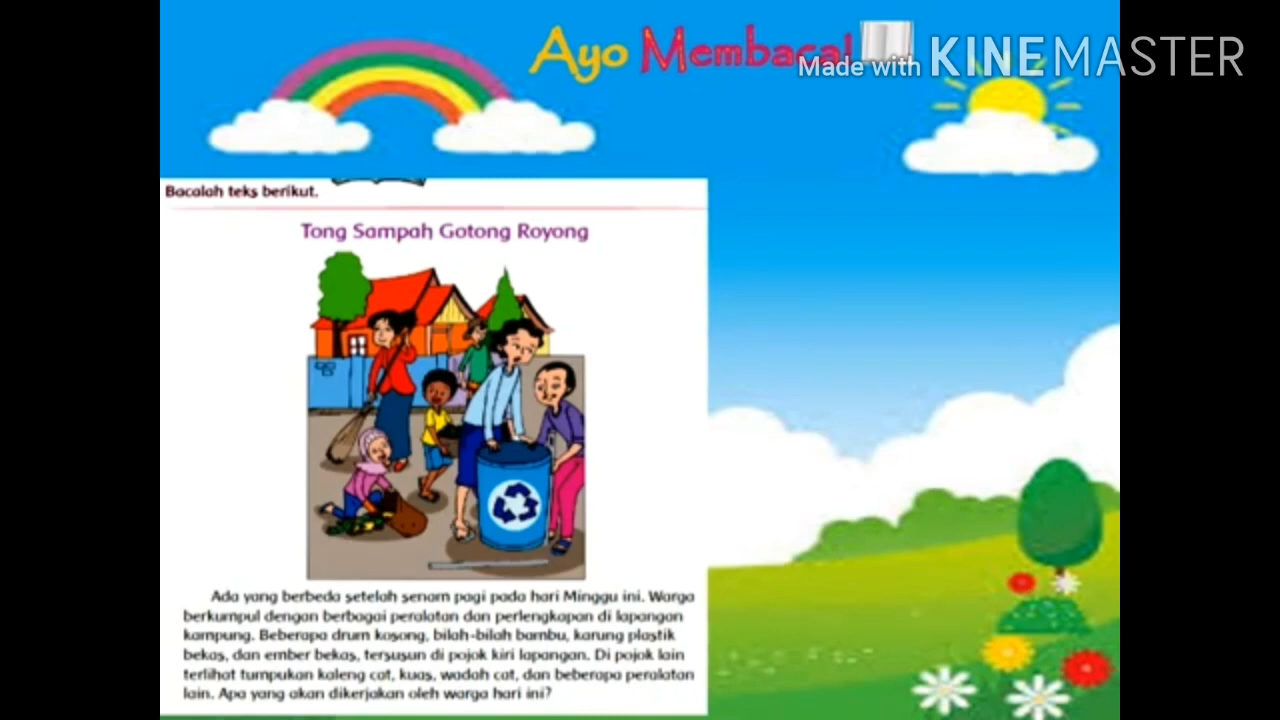 Ayo Membaca!
Made with KINEMASTER
Bacalah teks berikut.
Tong Sampah Gotong Royong
Ada yang berbeda setelah senam pagi pada hari Minggu ini. Warga
berkumpul dengan berbagai peralatan dan perlengkapan di lapangan
kampung. Beberapa drum kosong, bilah-bilah bambu, karung plastik
bekas, dan ember bekas, tersusun di pojok kiri lapangan. Di pojok lain
terlihat tumpukan kaleng cat, kuas, wadah cat, dan beberapa peralatan
lain. Apa yang akan dikerjakan oleh warga hari ini?